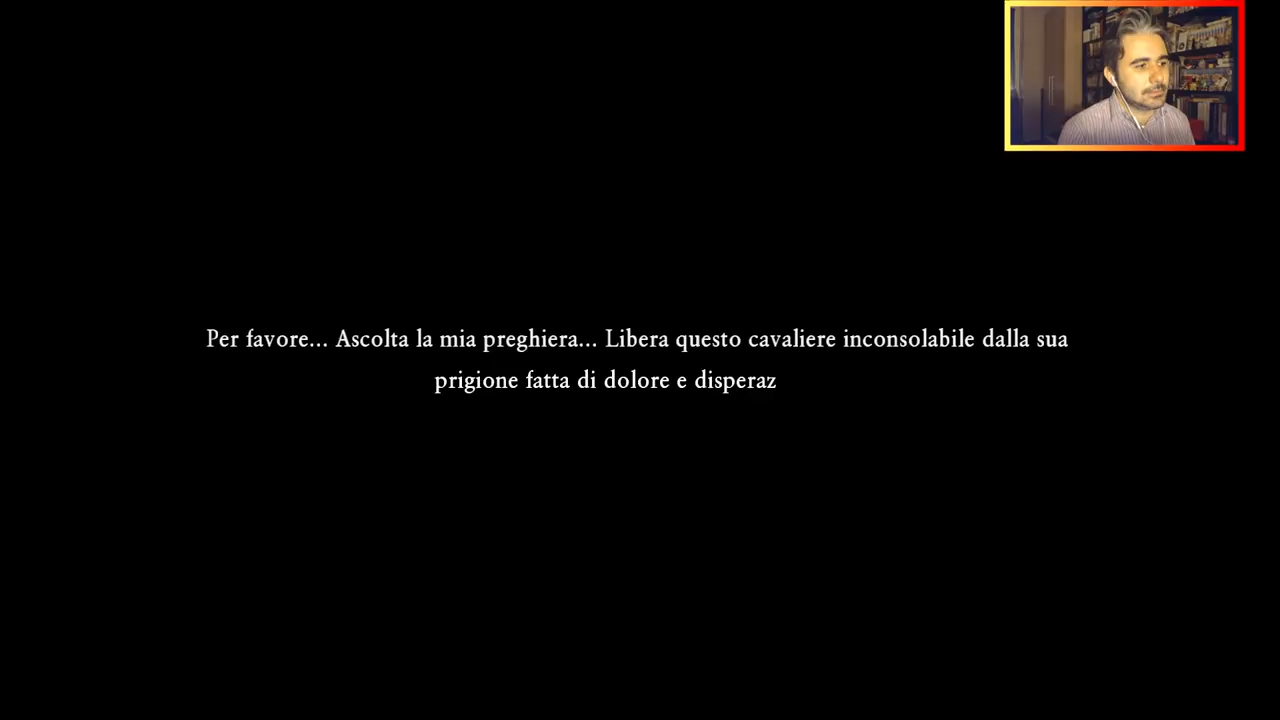 Per favore... Ascolta la mia preghiera... Libera questo cavaliere inconsolabile dalla sua
prigione fatta di dolore e disperaz